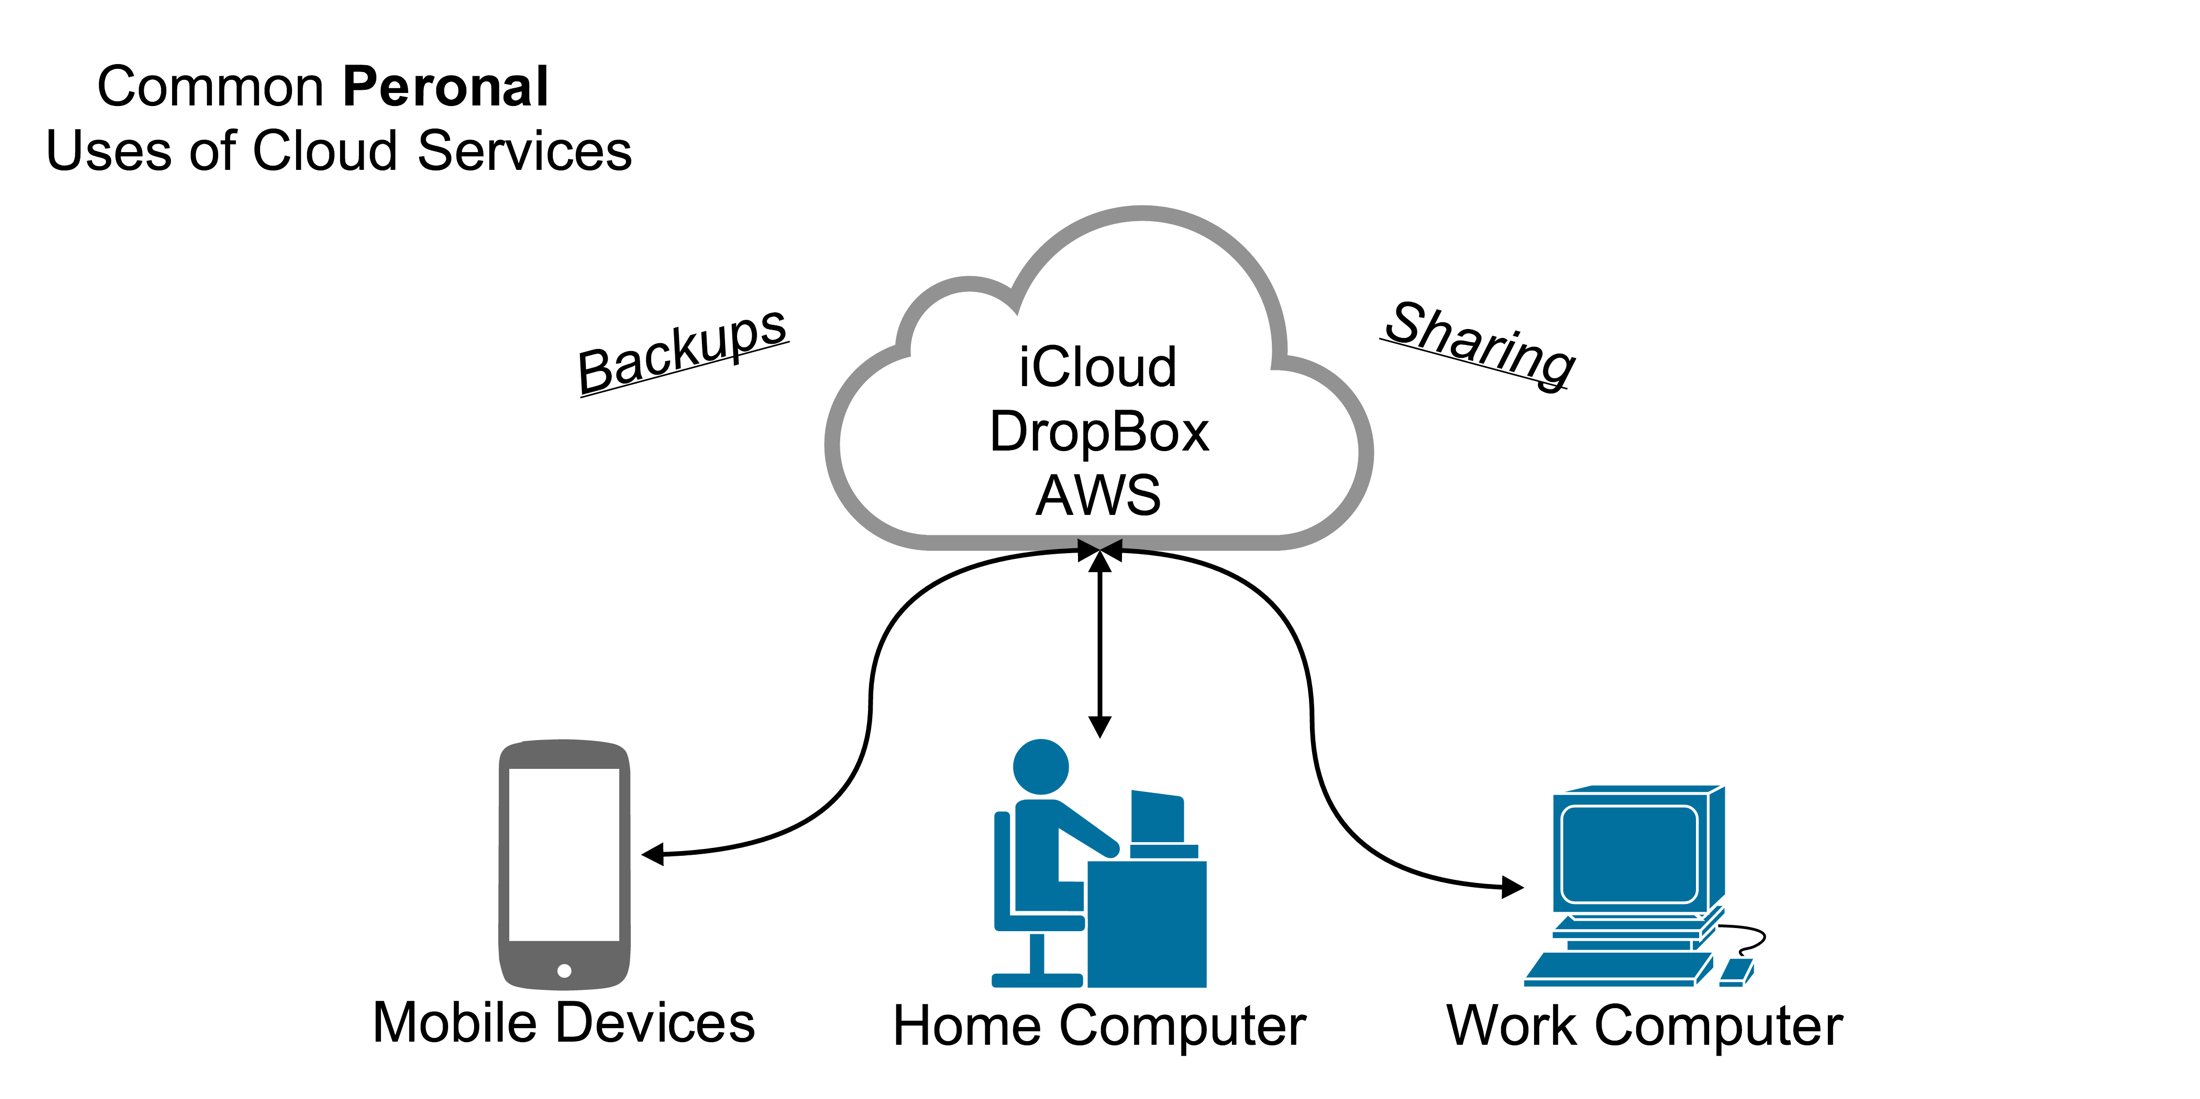 Common Peronal
Uses of Cloud Services
Backups
Sharing
iCloud
DropBox
AWS
Mobile Devices
Home Computer
Work Computer